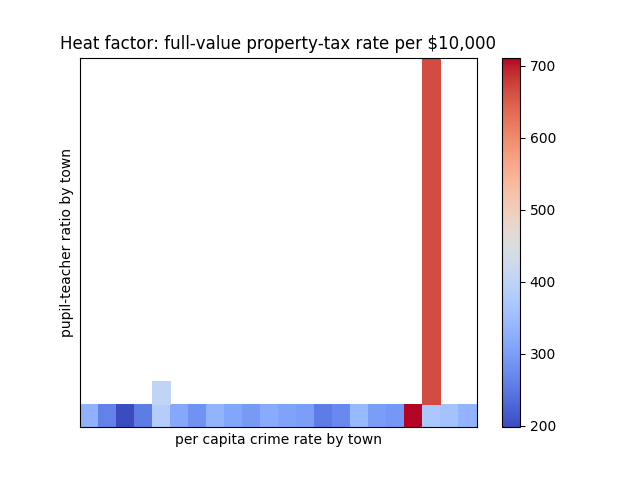 Heat factor: full-value property-tax rate per $10,000
pupil-teacher ratio by town
per capita crime rate by town
700
600
500
400
300
200